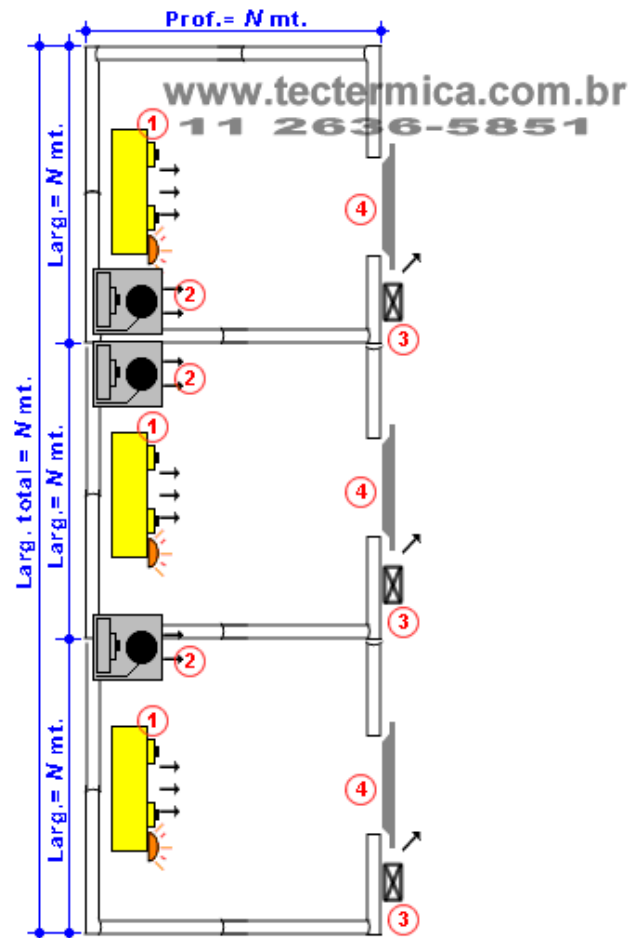 Prof.= N mt.
www.tectermica.com.br
11 2636-5851
Larg.= N mt.
1
4
2
3
Larg. total = N mt.
Larg.= N mt.
2
1
4
3
2
Larg.= N mt.
1
4
3